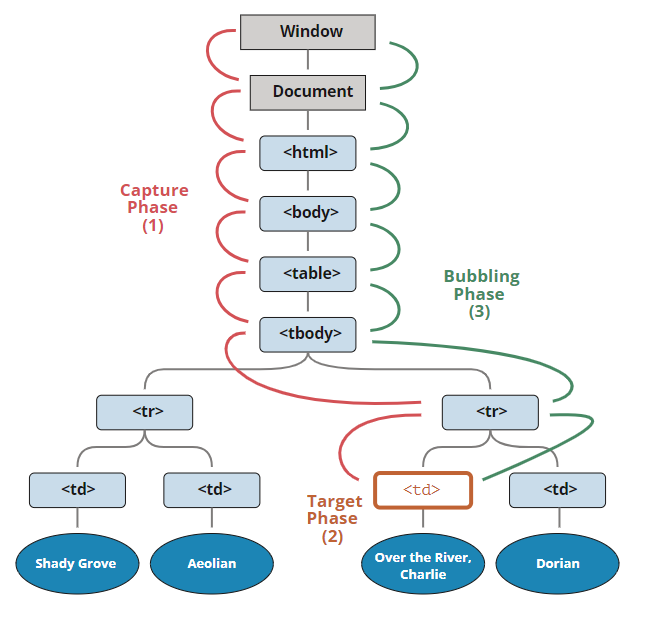 Window
Document
<html>
Capture
Phase
(1)
<body>
<table>
Bubbling
Phase
(3)
<tbody>
<tr>
<tr>
<td>
<td>
<td>
<td>
Target
Phase
(2)
Shady Grove
Aeolian
Over the River,
Charlie
Dorian